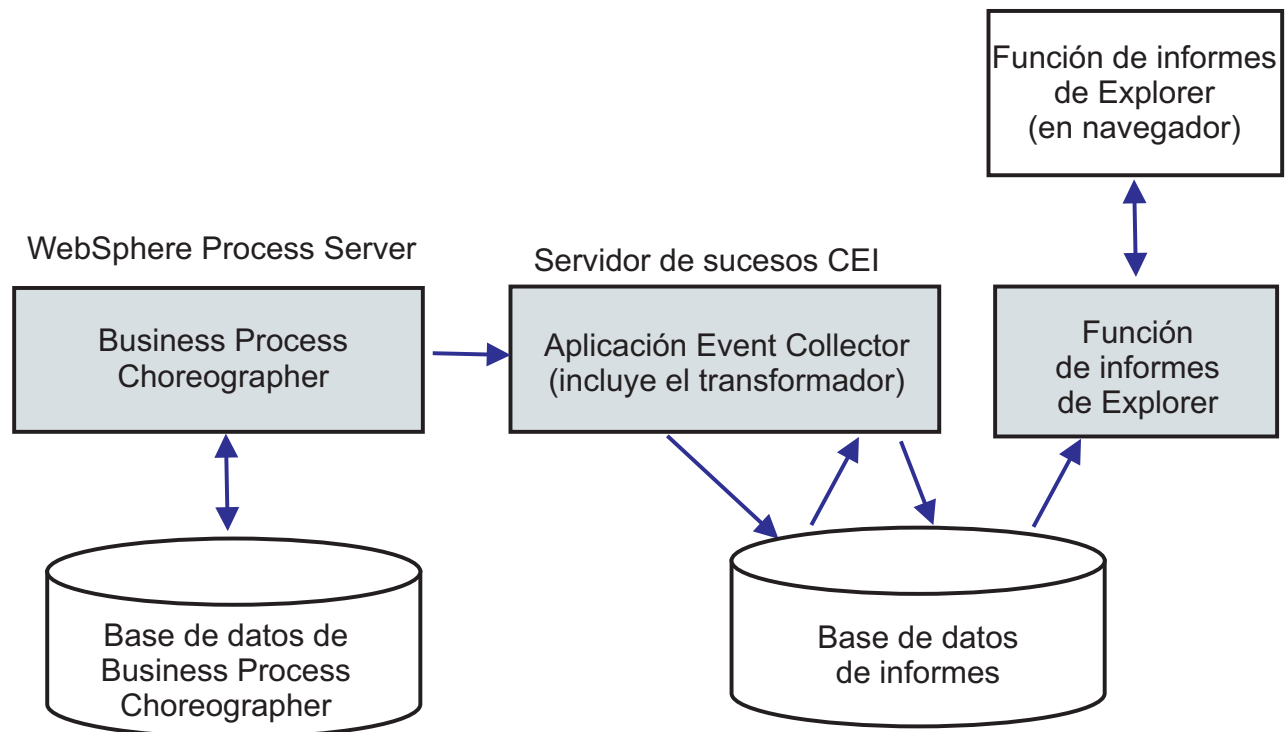 Función de informes
de Explorer
(en navegador)
WebSphere Process Server
Servidor de sucesos CEI
Business Process
Choreographer
Aplicación Event Collector
(incluye el transformador)
Función
de informes
de Explorer
Base de datos de
Business Process
Choreographer
Base de datos
de informes